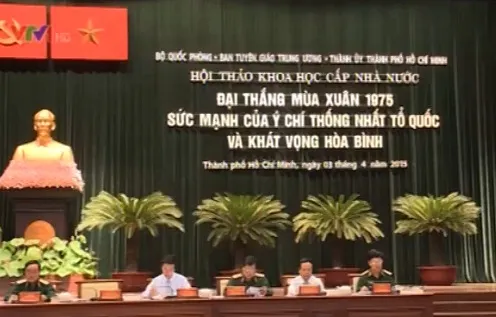 VTV HD
BỘ QUỐC PHÒNG - BAN TUYÊN GIÁO TRUNG ƯƠNG - THÀNH ỦY THÀNH PHỐ HỒ CHÍ MINH
HỘI THẢO KHOA HỌC CẤP NHÀ NƯỚC
ĐẠI THẮNG MÙA XUÂN 1975
SỨC MẠNH CỦA Ý CHÍ THỐNG NHẤT TỔ QUỐC
VÀ KHÁT VỌNG HÒA BÌNH
Thành phố Hồ Chí Minh, ngày 03 tháng 4 năm 2015